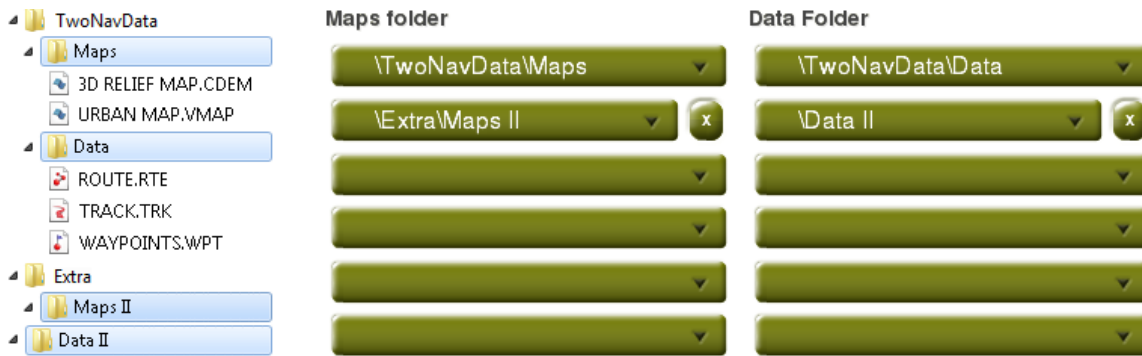 TwoNavData
Maps
3D RELIEF MAP.CDEM
URBAN MAP.VMAP
Data
ROUTE.RTE
TRACK.TRK
WAYPOINTS.WPT
Extra
Maps II
Data II
Maps folder
\TwoNavData\Maps
\Extra\Maps II
x
Data Folder
\TwoNavData\Data
\Data II
x